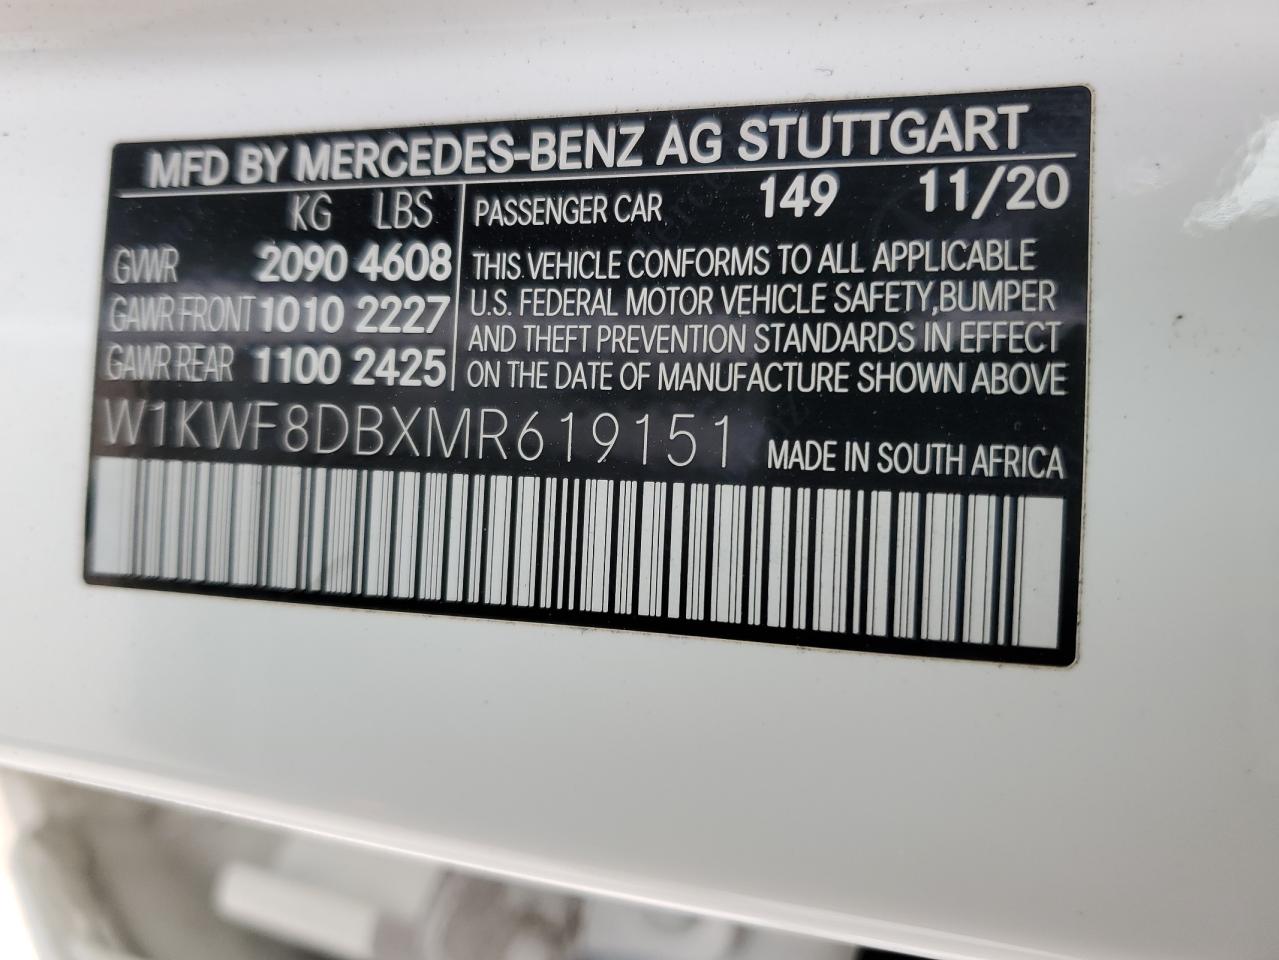 MFD BY MERCEDES-BENZ AG STUTTGART
KG LBS
GVWR 2090 4608
GAWR FRONT 1010 2227
GAWR REAR 1100 2425
PASSENGER CAR 149 11/20
THIS VEHICLE CONFORMS TO ALL APPLICABLE
U.S. FEDERAL MOTOR VEHICLE SAFETY,BUMPER
AND THEFT PREVENTION STANDARDS IN EFFECT
ON THE DATE OF MANUFACTURE SHOWN ABOVE
W1KWF8DBXMR619151 MADE IN SOUTH AFRICA